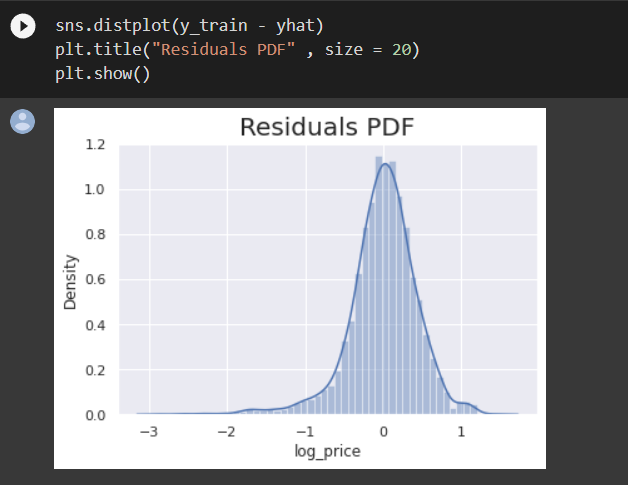 sns.distplot(y_train - yhat)
plt.title("Residuals PDF" , size = 20)
plt.show()
Residuals PDF
1.2
1.0
0.8
0.6
0.4
0.2
0.0
Density
−3 −2 −1 0 1
log_price